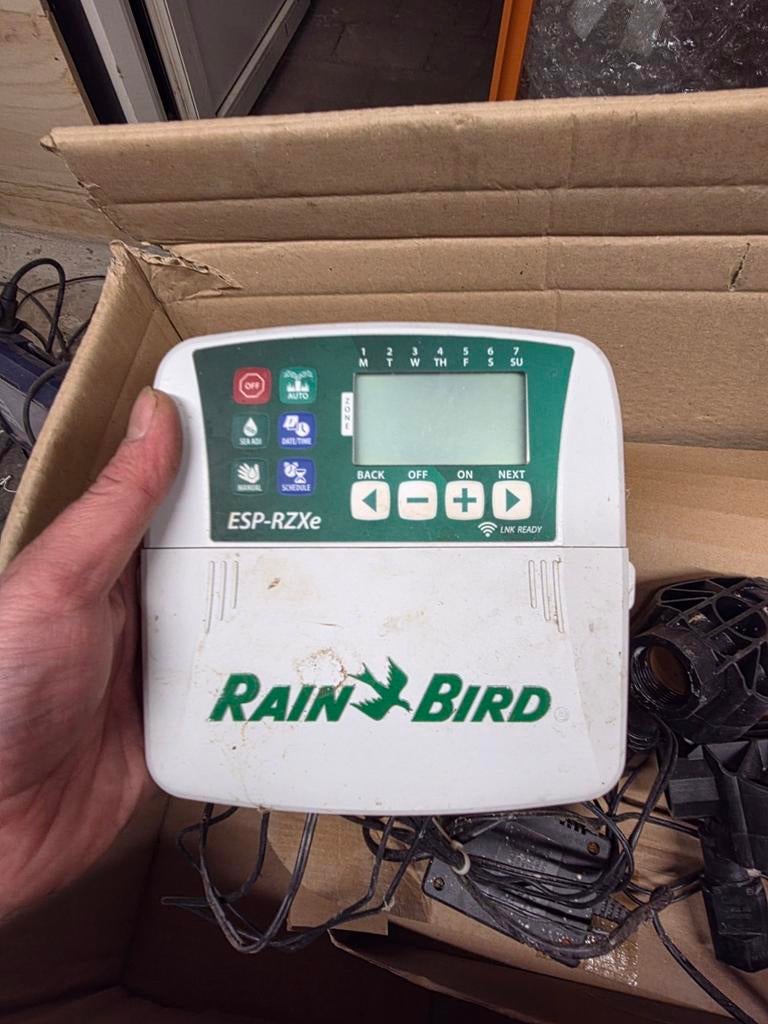 1 2 3 4 5 6 7
M T W TH F S SU
OFF
AUTO
ZONE
SEA ADJ
DATE/TIME
MANUAL
SCHEDULE
BACK OFF ON NEXT
ESP-RZXe
LNK READY
RAIN BIRD